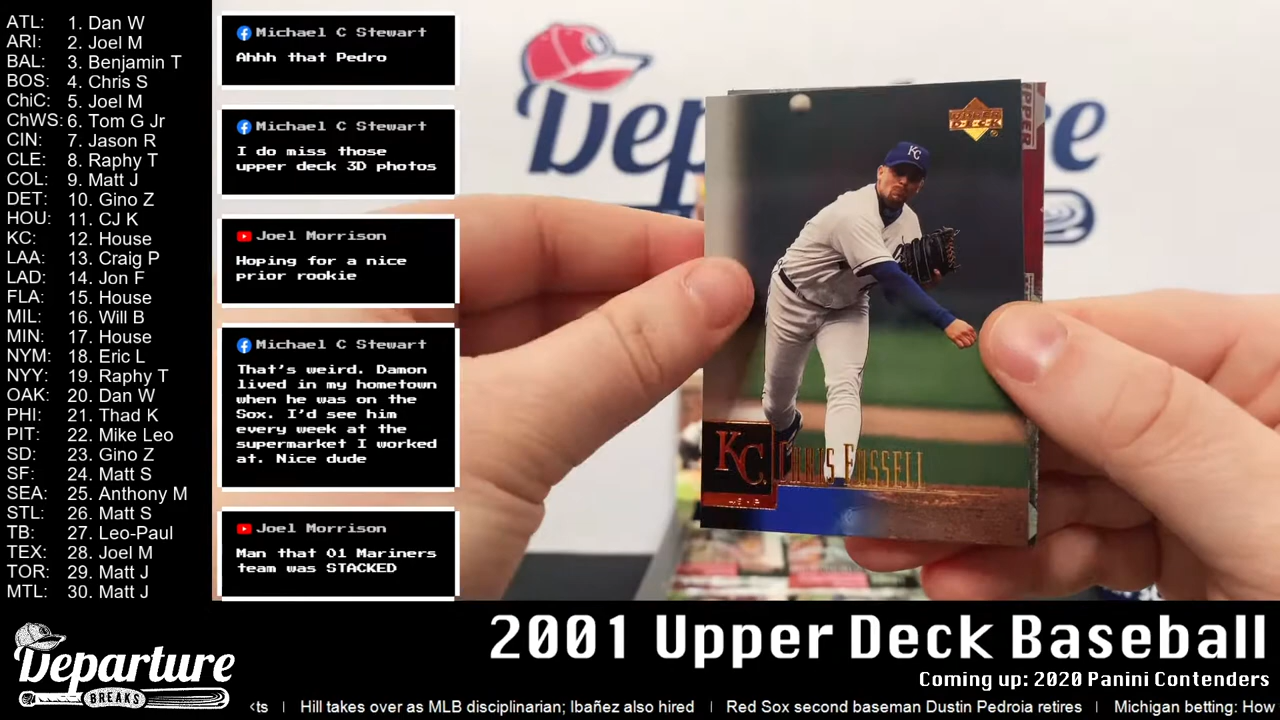 ATL: 1. Dan W
ARI: 2. Joel M
BAL: 3. Benjamin T
BOS: 4. Chris S
ChiC: 5. Joel M
ChWS: 6. Tom G Jr
CIN: 7. Jason R
CLE: 8. Raphy T
COL: 9. Matt J
DET: 10. Gino Z
HOU: 11. CJ K
KC: 12. House
LAA: 13. Craig P
LAD: 14. Jon F
FLA: 15. House
MIL: 16. Will B
MIN: 17. House
NYM: 18. Eric L
NYY: 19. Raphy T
OAK: 20. Dan W
PHI: 21. Thad K
PIT: 22. Mike Leo
SD: 23. Gino Z
SF: 24. Matt S
SEA: 25. Anthony M
STL: 26. Matt S
TB: 27. Leo-Paul
TEX: 28. Joel M
TOR: 29. Matt J
MTL: 30. Matt J
Michael C Stewart
Ahhh that Pedro
Michael C Stewart
I do miss those
upper deck 3D photos
Joel Morrison
Hoping for a nice
prior rookie
Michael C Stewart
That's weird. Damon
lived in my hometown
when he was on the
Sox. I'd see him
every week at the
supermarket I worked
at. Nice dude
Joel Morrison
Man that 01 Mariners
team was STACKED
Dep e
UPPER DECK
UPPER
KC
KC Chris Fussell
2001 Upper Deck Baseball
Coming up: 2020 Panini Contenders
Departure
BREAKS
ts | Hill takes over as MLB disciplinarian; Ibañez also hired | Red Sox second baseman Dustin Pedroia retires | Michigan betting: How